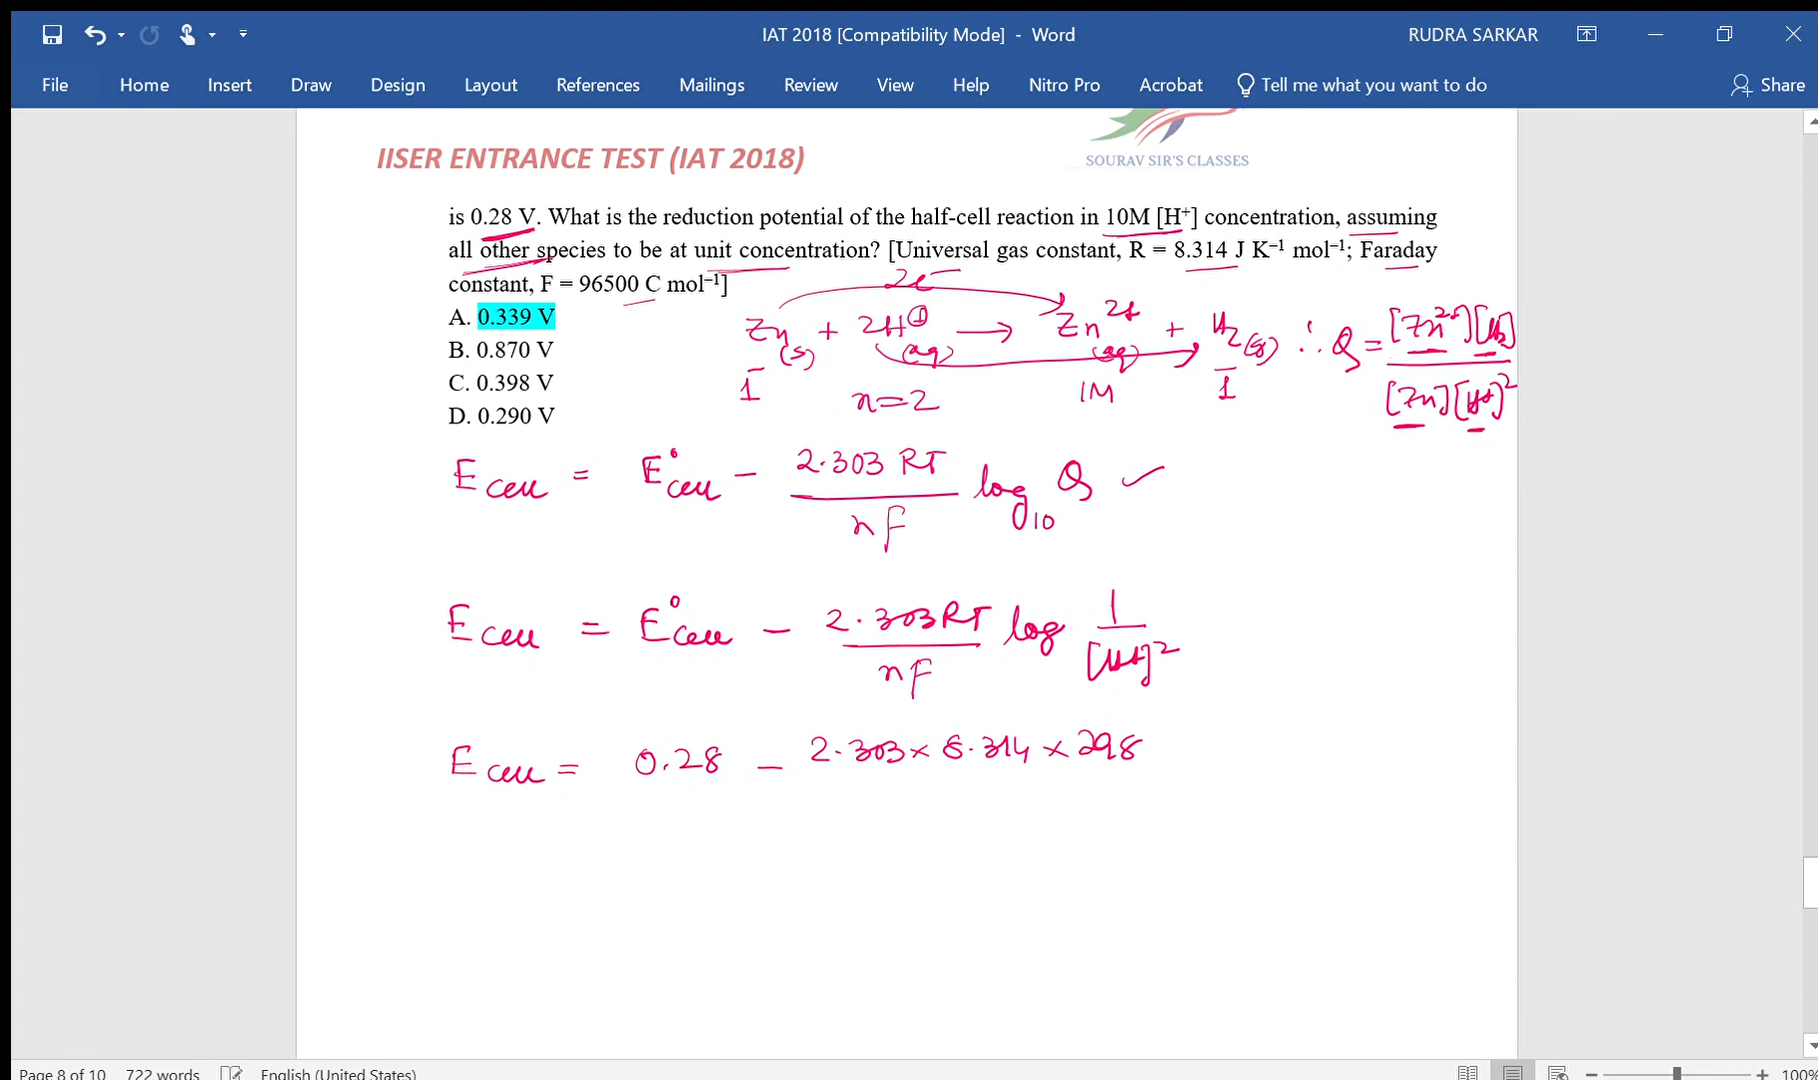 IAT 2018 [Compatibility Mode] - Word
RUDRA SARKAR
File Home Insert Draw Design Layout References Mailings Review View Help Nitro Pro Acrobat Tell me what you want to do Share
IISER ENTRANCE TEST (IAT 2018)
SOURAV SIR'S CLASSES
is 0.28 V. What is the reduction potential of the half-cell reaction in 10M [H⁺] concentration, assuming
all other species to be at unit concentration? [Universal gas constant, R = 8.314 J K⁻¹ mol⁻¹; Faraday
constant, F = 96500 C mol⁻¹]
A. 0.339 V
B. 0.870 V
C. 0.398 V
D. 0.290 V
2e⁻
Zn(s) + 2H⁺(aq) → Zn²⁺(aq) + H₂(g) ∴ Q = [Zn²⁺][H₂] / [Zn][H⁺]²
1 n=2 1M 1
E cell = E°cell - 2.303 RT / nF log₁₀ Q ✓
E cell = E°cell - 2.303RT / nF log 1 / [H⁺]²
E cell = 0.28 - 2.303 × 8.314 × 298
Page 8 of 10 722 words English (United States) 100%